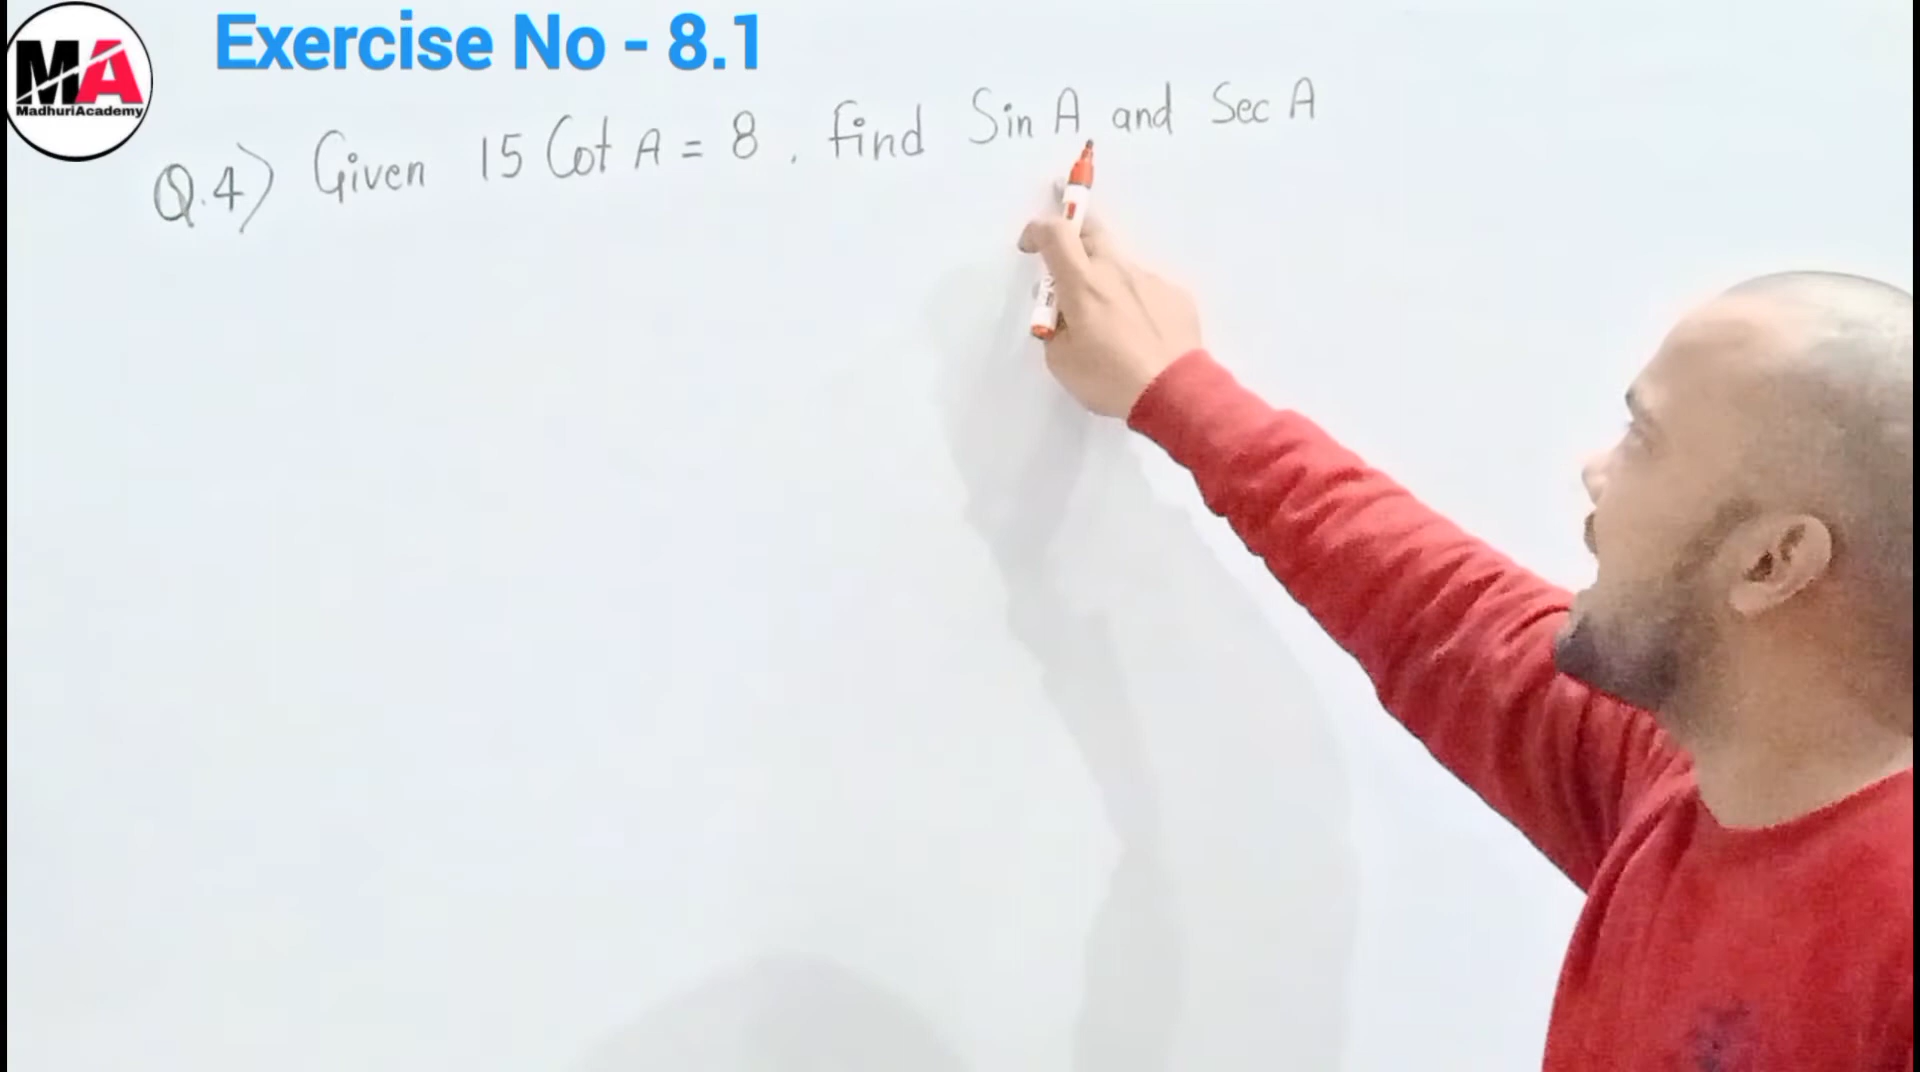 Exercise No - 8.1
MA
MadhuriAcademy
Q.4) Given 15 Cot A = 8, find Sin A and Sec A